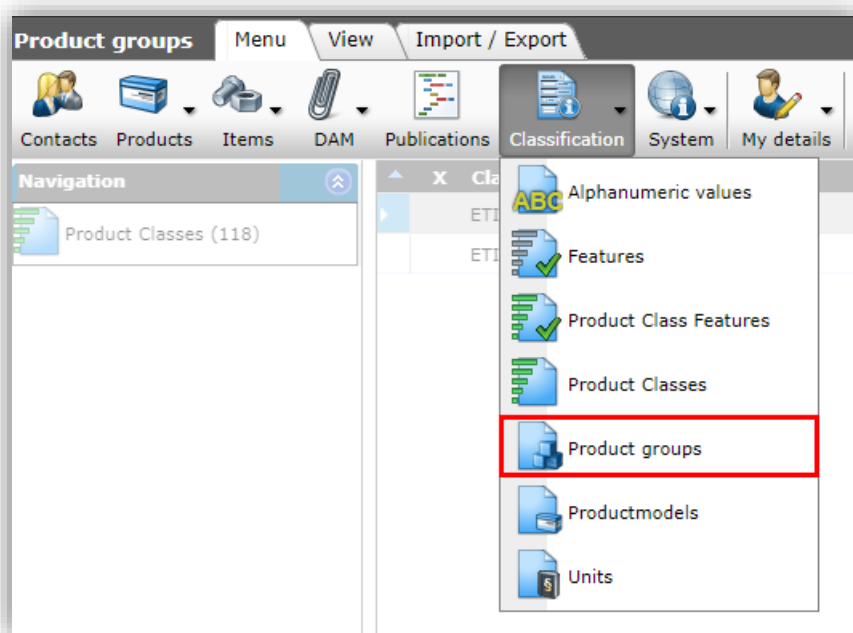 Product groups Menu View Import / Export
Contacts Products Items DAM Publications Classification System My details
Navigation X Cla
Product Classes (118)
ETI
ETI
ABC Alphanumeric values
Features
Product Class Features
Product Classes
Product groups
Productmodels
§ Units